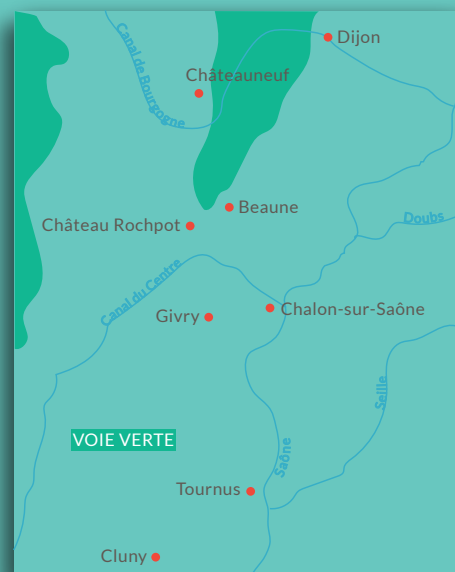 Dijon
Canal de Bourgogne
Châteauneuf
Beaune
Château Rochpot
Doubs
Canal du Centre
Givry
Chalon-sur-Saône
Seille
VOIE VERTE
Saône
Tournus
Cluny